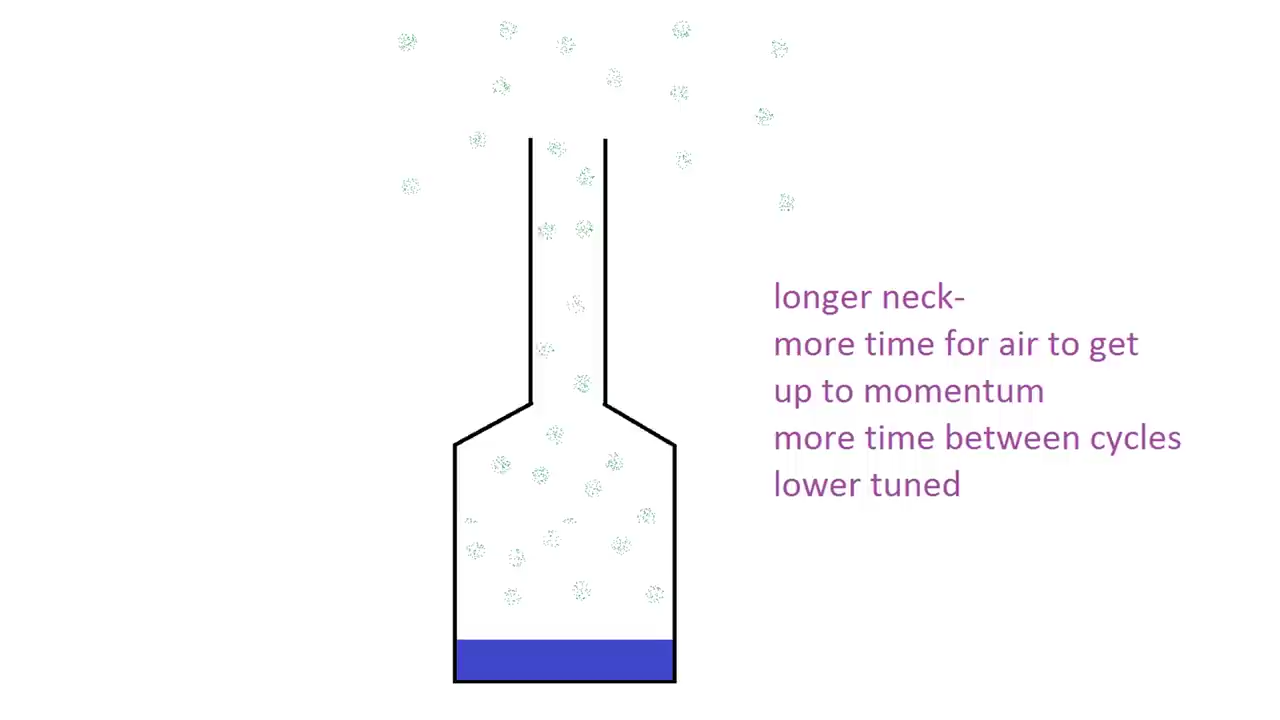 longer neck-
more time for air to get
up to momentum
more time between cycles
lower tuned